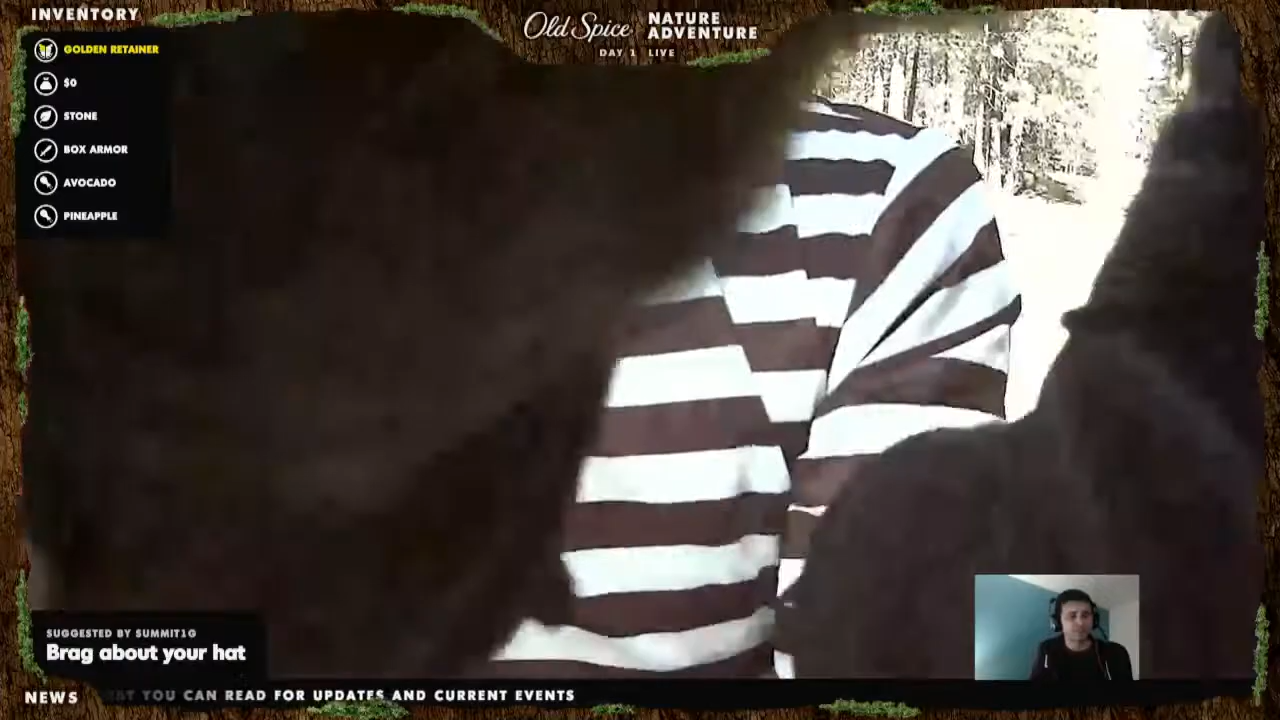 INVENTORY
GOLDEN RETAINER
$0
STONE
BOX ARMOR
AVOCADO
PINEAPPLE
Old Spice
NATURE
ADVENTURE
DAY 1 LIVE
SUGGESTED BY SUMMIT1G
Brag about your hat
NEWS
YOU CAN READ FOR UPDATES AND CURRENT EVENTS